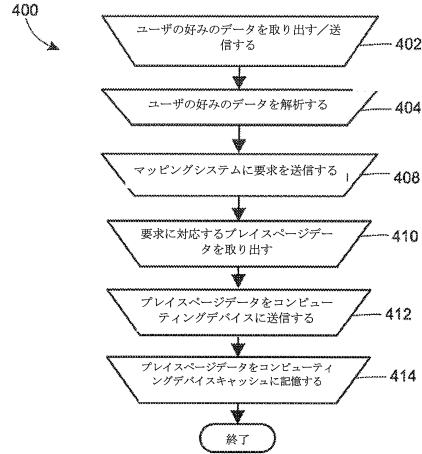 400
ユーザの好みのデータを取り出す／送
信する
402
ユーザの好みのデータを解析する
404
マッピングシステムに要求を送信する
408
要求に対応するプレイスページデー
タを取り出す
410
プレイスページデータをコンピュー
ティングデバイスに送信する
412
プレイスページデータをコンピューティ
ングデバイスキャッシュに記憶する
414
終了